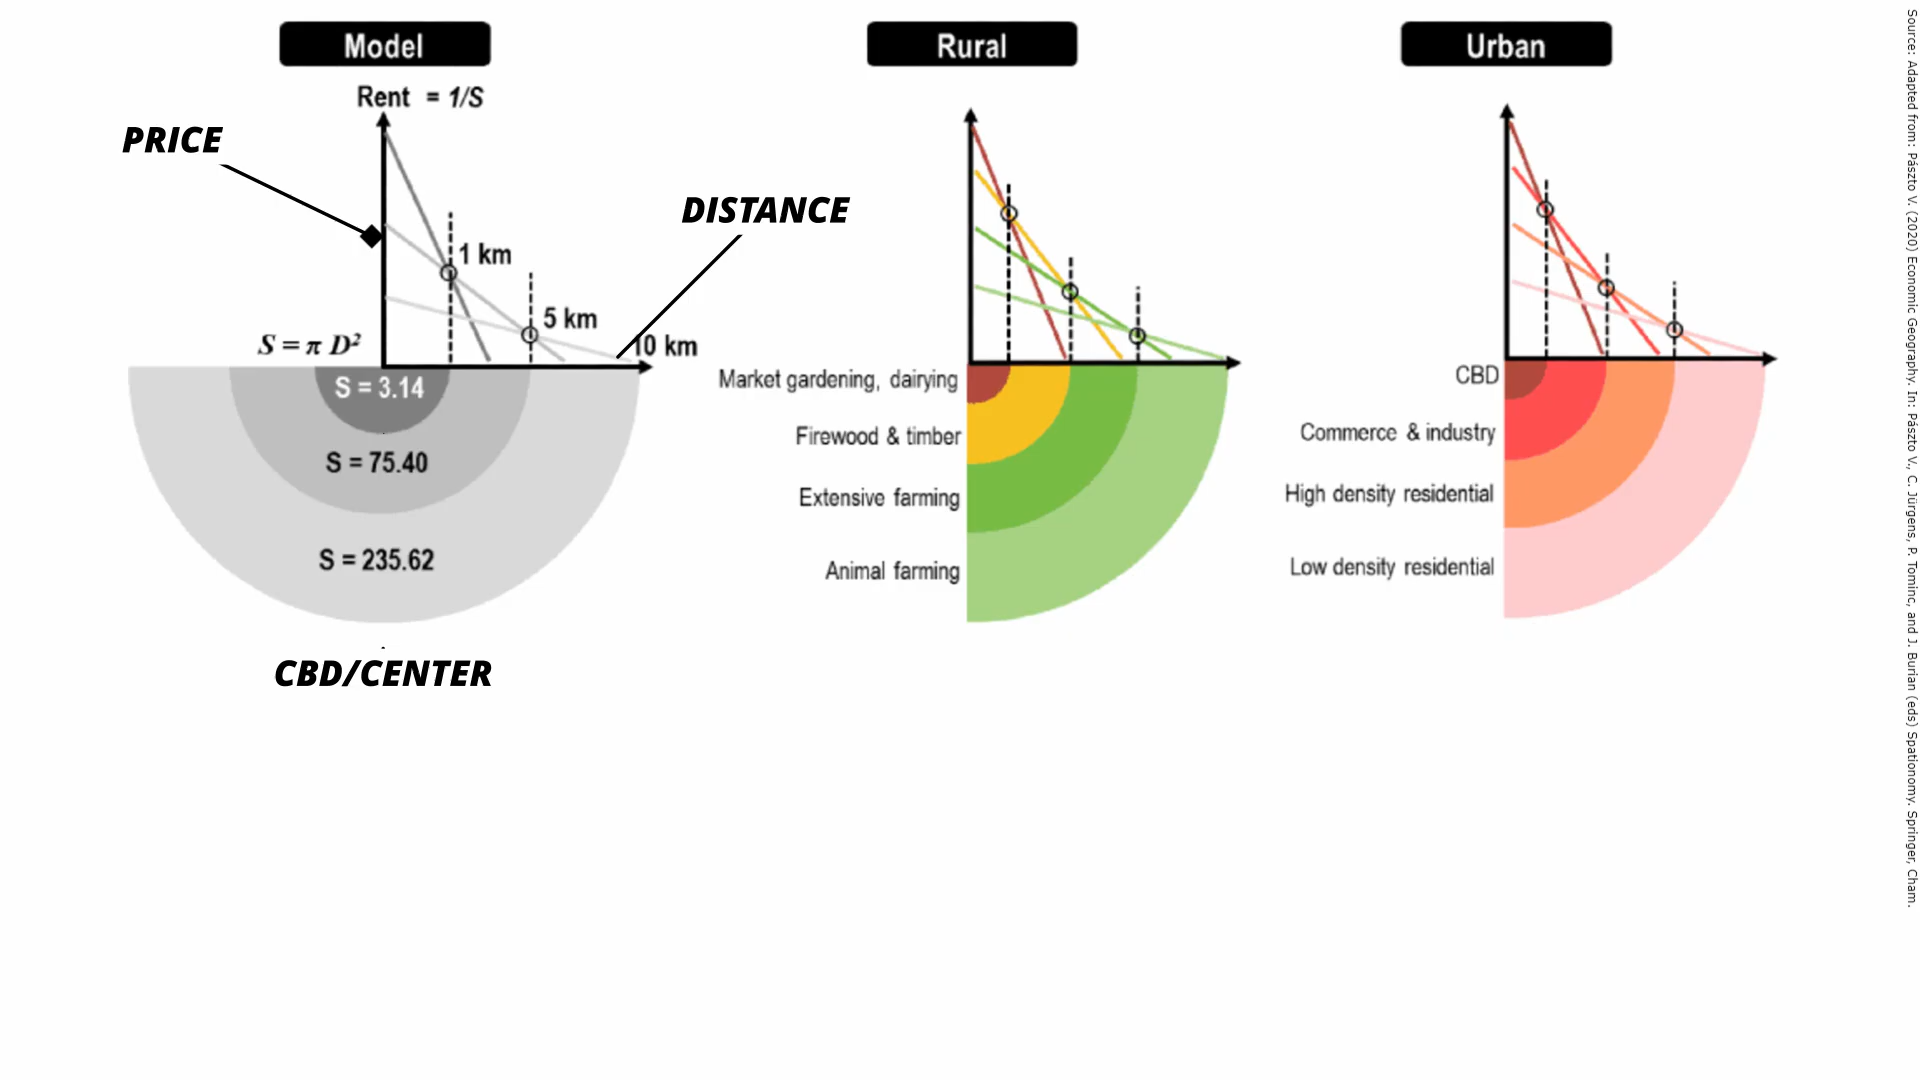 Model
Rent = 1/S
PRICE
DISTANCE
1 km
5 km
10 km
S = π D²
S = 3.14
S = 75.40
S = 235.62
CBD/CENTER
Rural
Market gardening, dairying
Firewood & timber
Extensive farming
Animal farming
Urban
CBD
Commerce & industry
High density residential
Low density residential
Source: Adapted from: Pászto V. (2020) Economic Geography. In: Pászto V., C. Jürgens, P. Tominc, and J. Burian (eds) Spationomy. Springer, Cham.